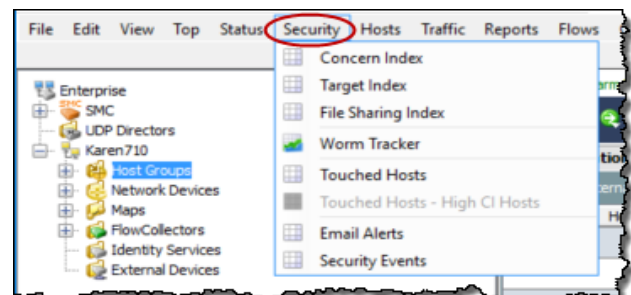 File Edit View Top Status Security Hosts Traffic Reports Flows
Concern Index
Target Index
File Sharing Index
Worm Tracker
Touched Hosts
Touched Hosts - High CI Hosts
Email Alerts
Security Events
Enterprise
SMC
SMC
UDP Directors
Karen710
Host Groups
Network Devices
Maps
FlowCollectors
Identity Services
External Devices